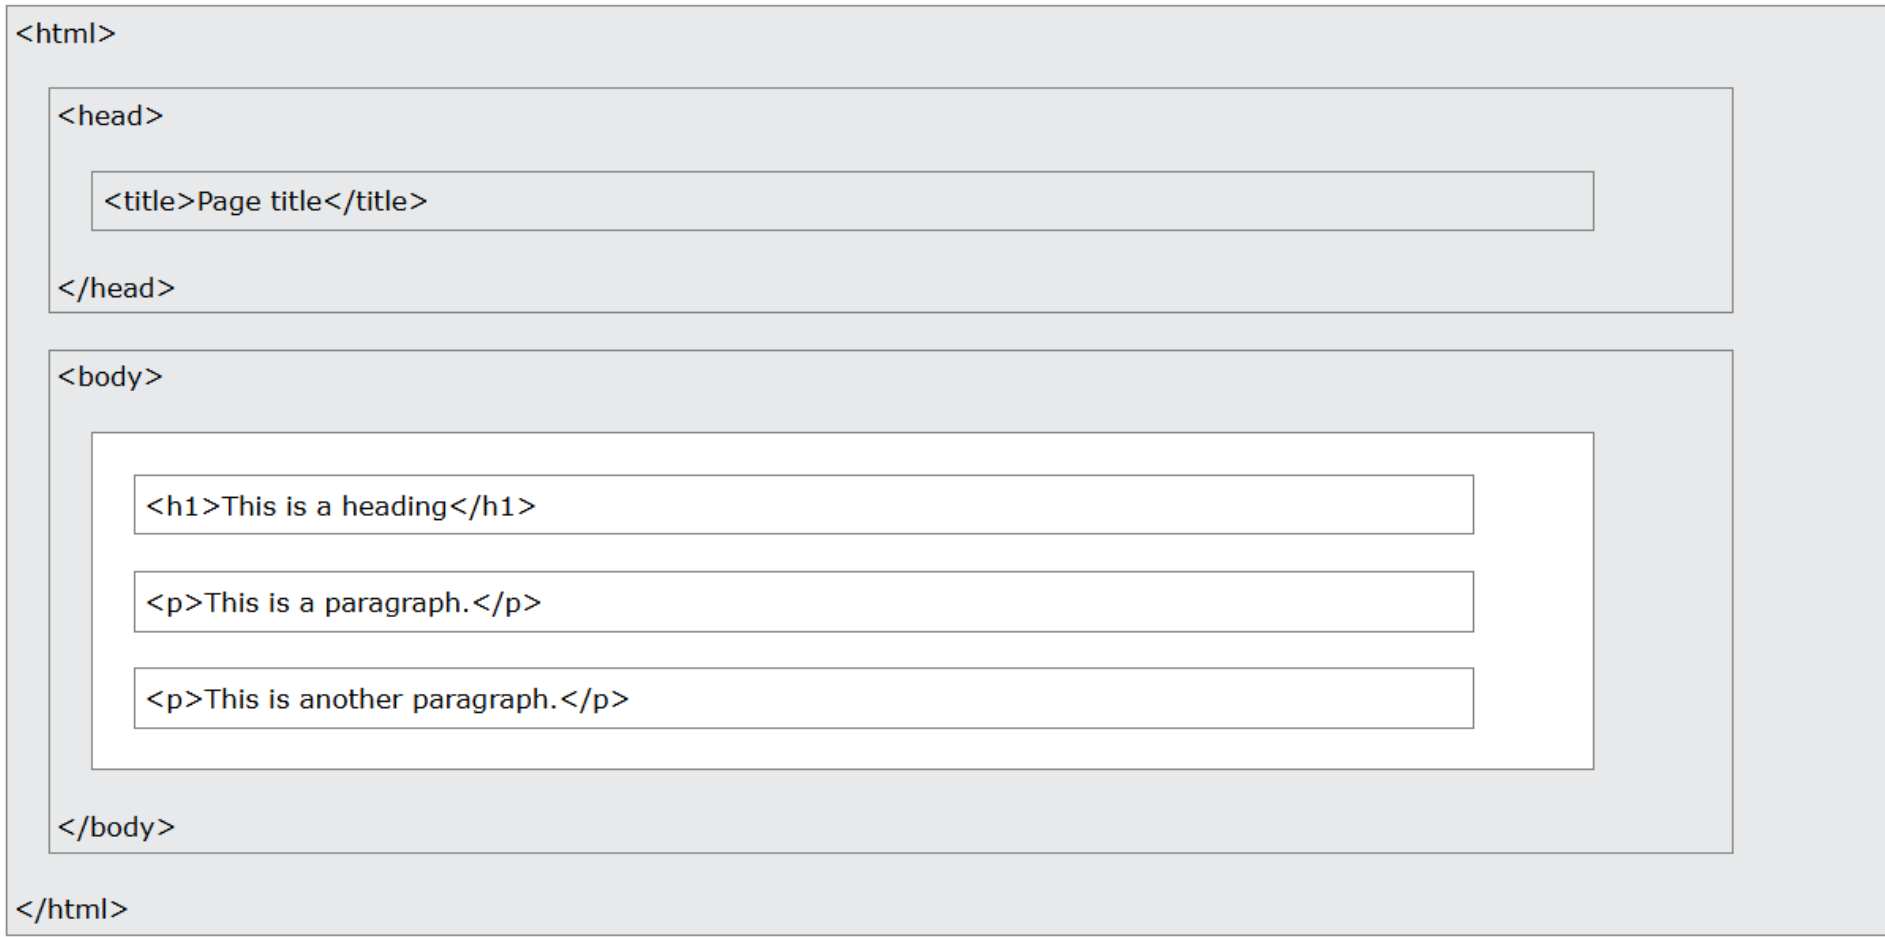 <html>
<head>
<title>Page title</title>
</head>
<body>
<h1>This is a heading</h1>
<p>This is a paragraph.</p>
<p>This is another paragraph.</p>
</body>
</html>